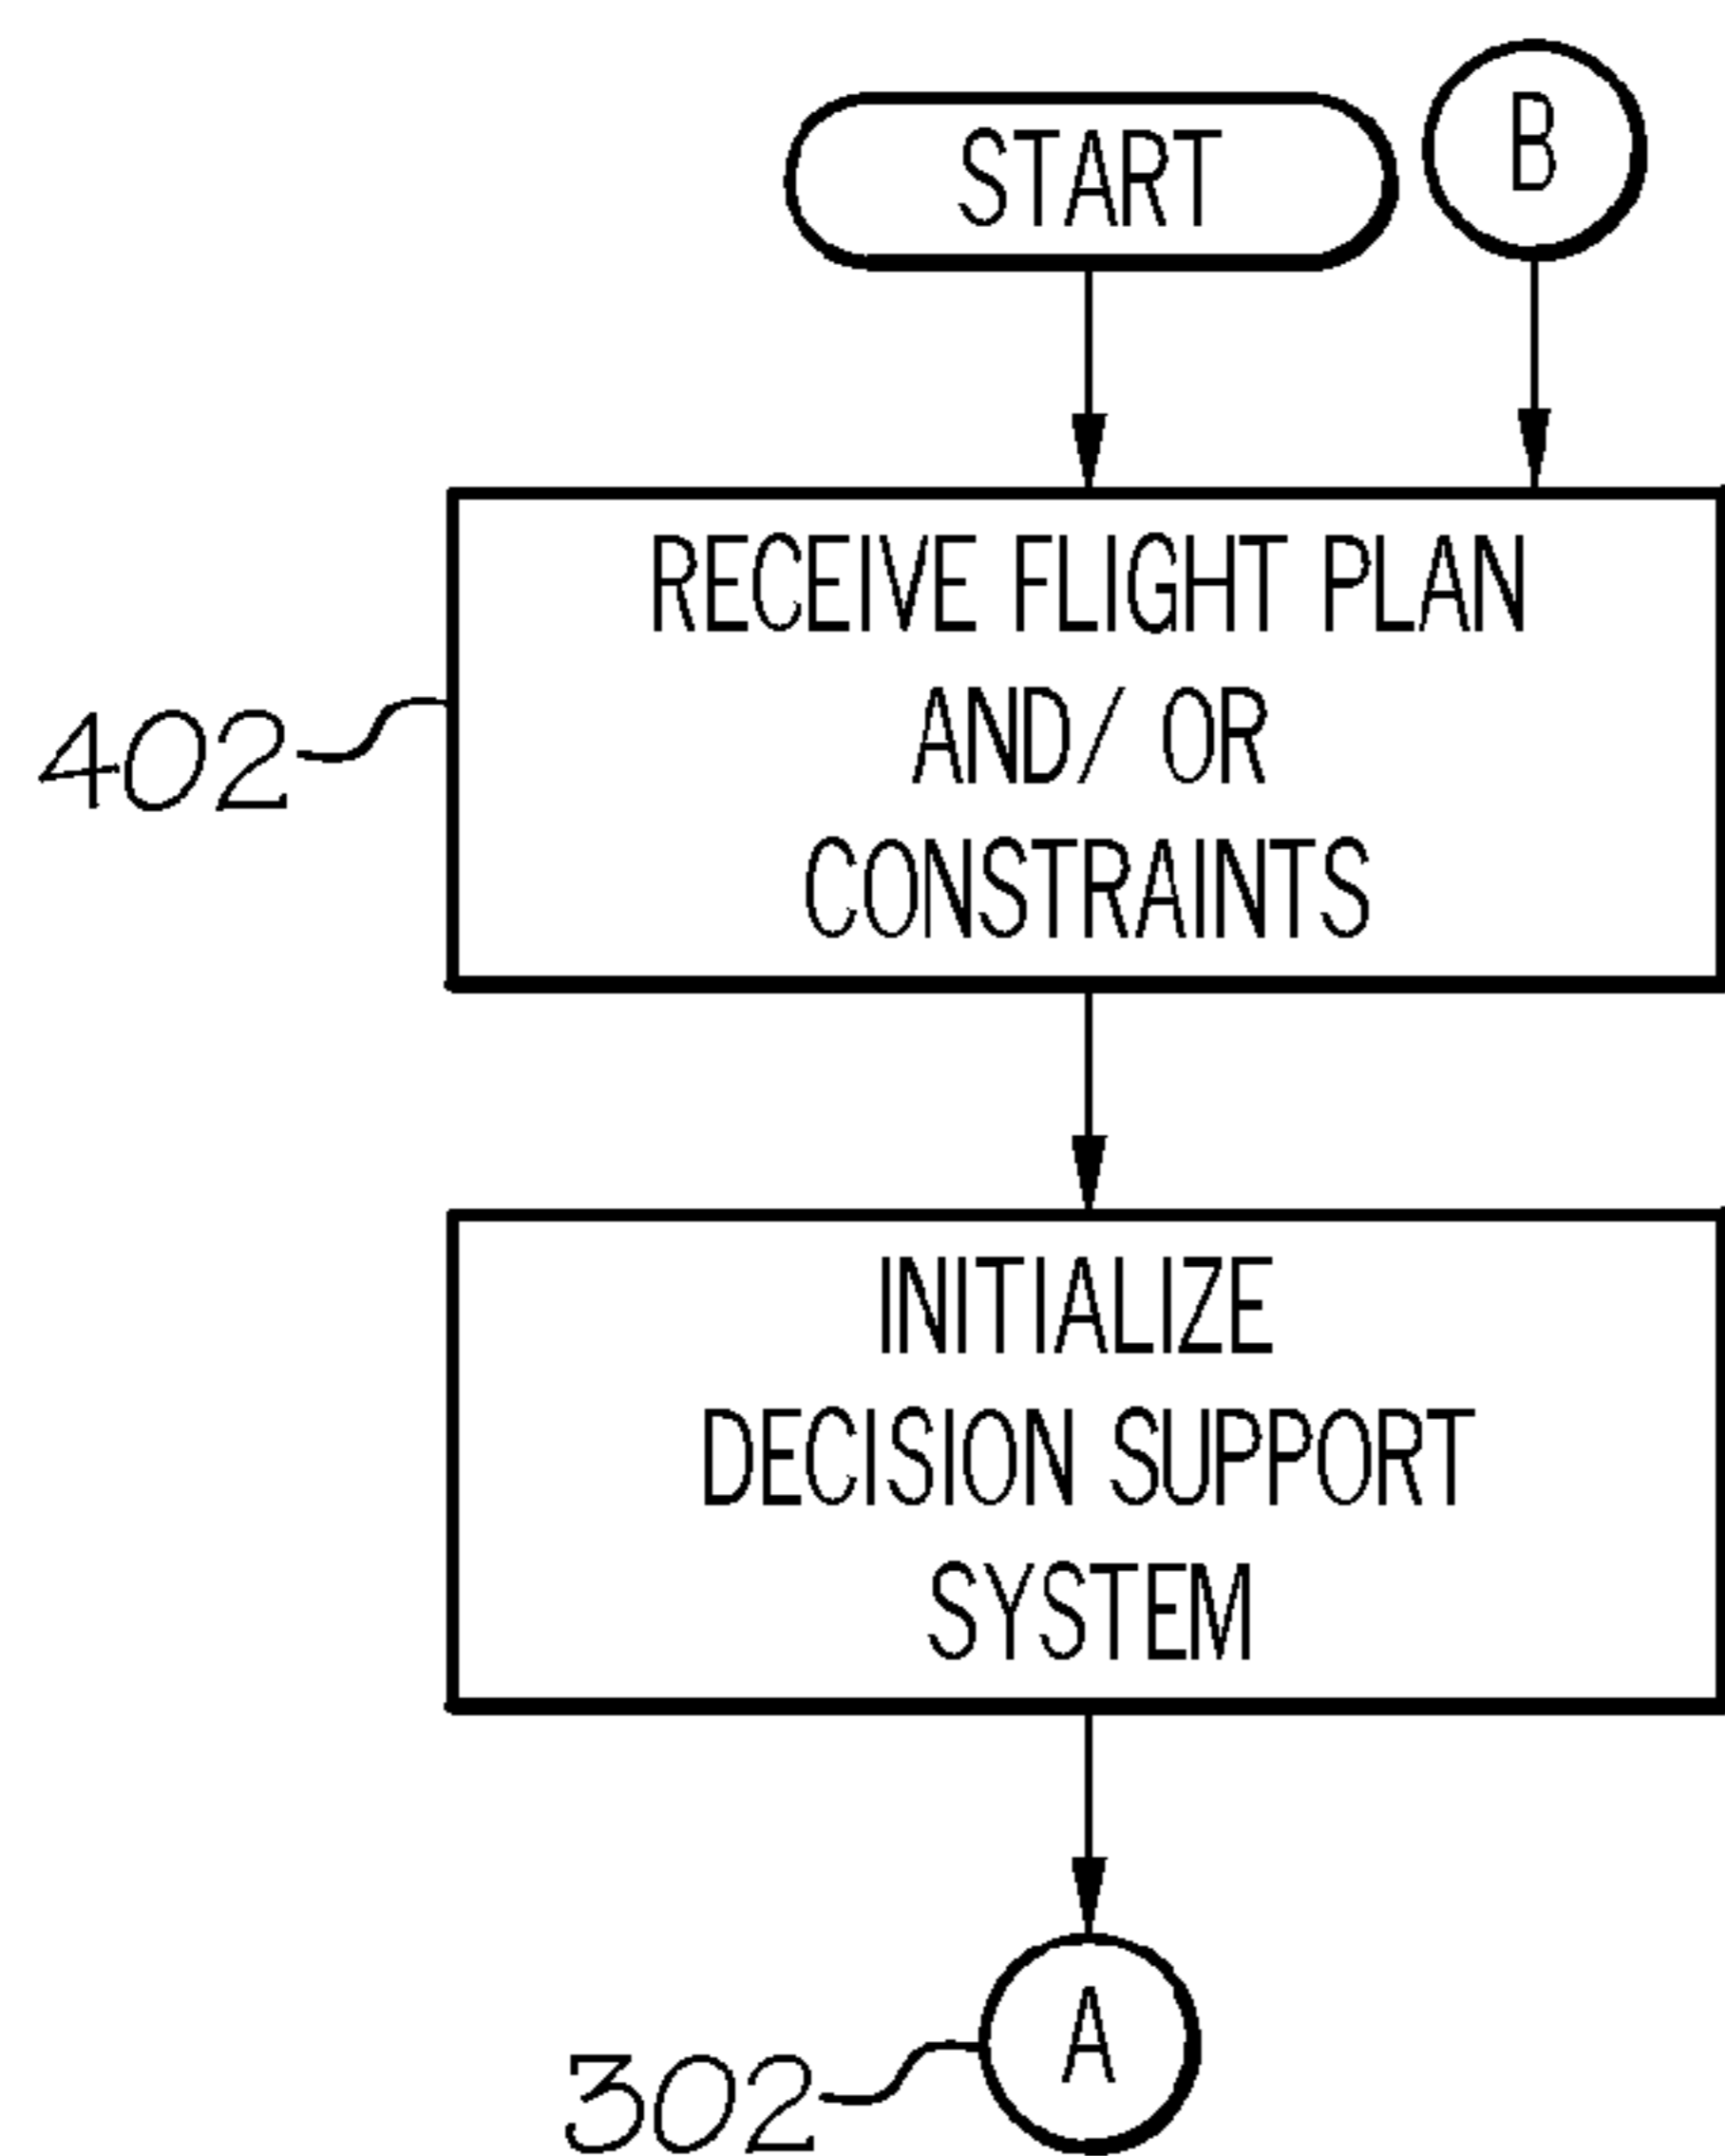 START
B
RECEIVE FLIGHT PLAN
AND/ OR
CONSTRAINTS
402
INITIALIZE
DECISION SUPPORT
SYSTEM
A
302